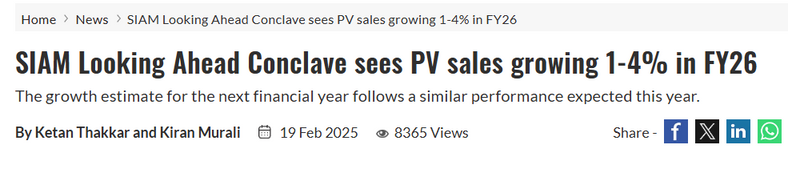 Home > News > SIAM Looking Ahead Conclave sees PV sales growing 1-4% in FY26
SIAM Looking Ahead Conclave sees PV sales growing 1-4% in FY26
The growth estimate for the next financial year follows a similar performance expected this year.
By Ketan Thakkar and Kiran Murali 19 Feb 2025 8365 Views Share -